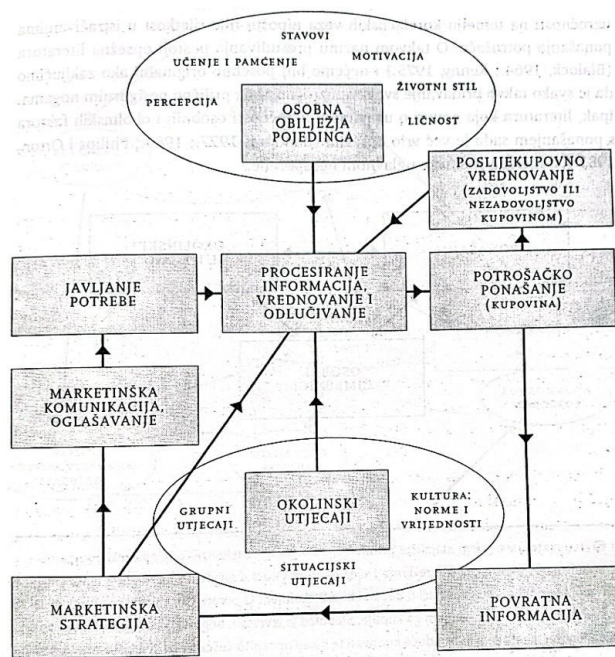 STAVOVI
UČENJE I PAMĆENJE
MOTIVACIJA
PERCEPCIJA
ŽIVOTNI STIL
OSOBNA
OBILJEŽJA
POJEDINCA
LIČNOST
POSLIJEKUPOVNO
VREDNOVANJE
(ZADOVOLJSTVO ILI
NEZADOVOLJSTVO
KUPOVINOM)
JAVLJANJE
POTREBE
PROCESIRANJE
INFORMACIJA,
VREDNOVANJE I
ODLUČIVANJE
POTROŠAČKO
PONAŠANJE
(KUPOVINA)
MARKETINŠKA
KOMUNIKACIJA,
OGLAŠAVANJE
GRUPNI
UTJECAJI
OKOLINSKI
UTJECAJI
KULTURA:
NORME I
VRIJEDNOSTI
SITUACIJSKI
UTJECAJI
MARKETINŠKA
STRATEGIJA
POVRATNA
INFORMACIJA